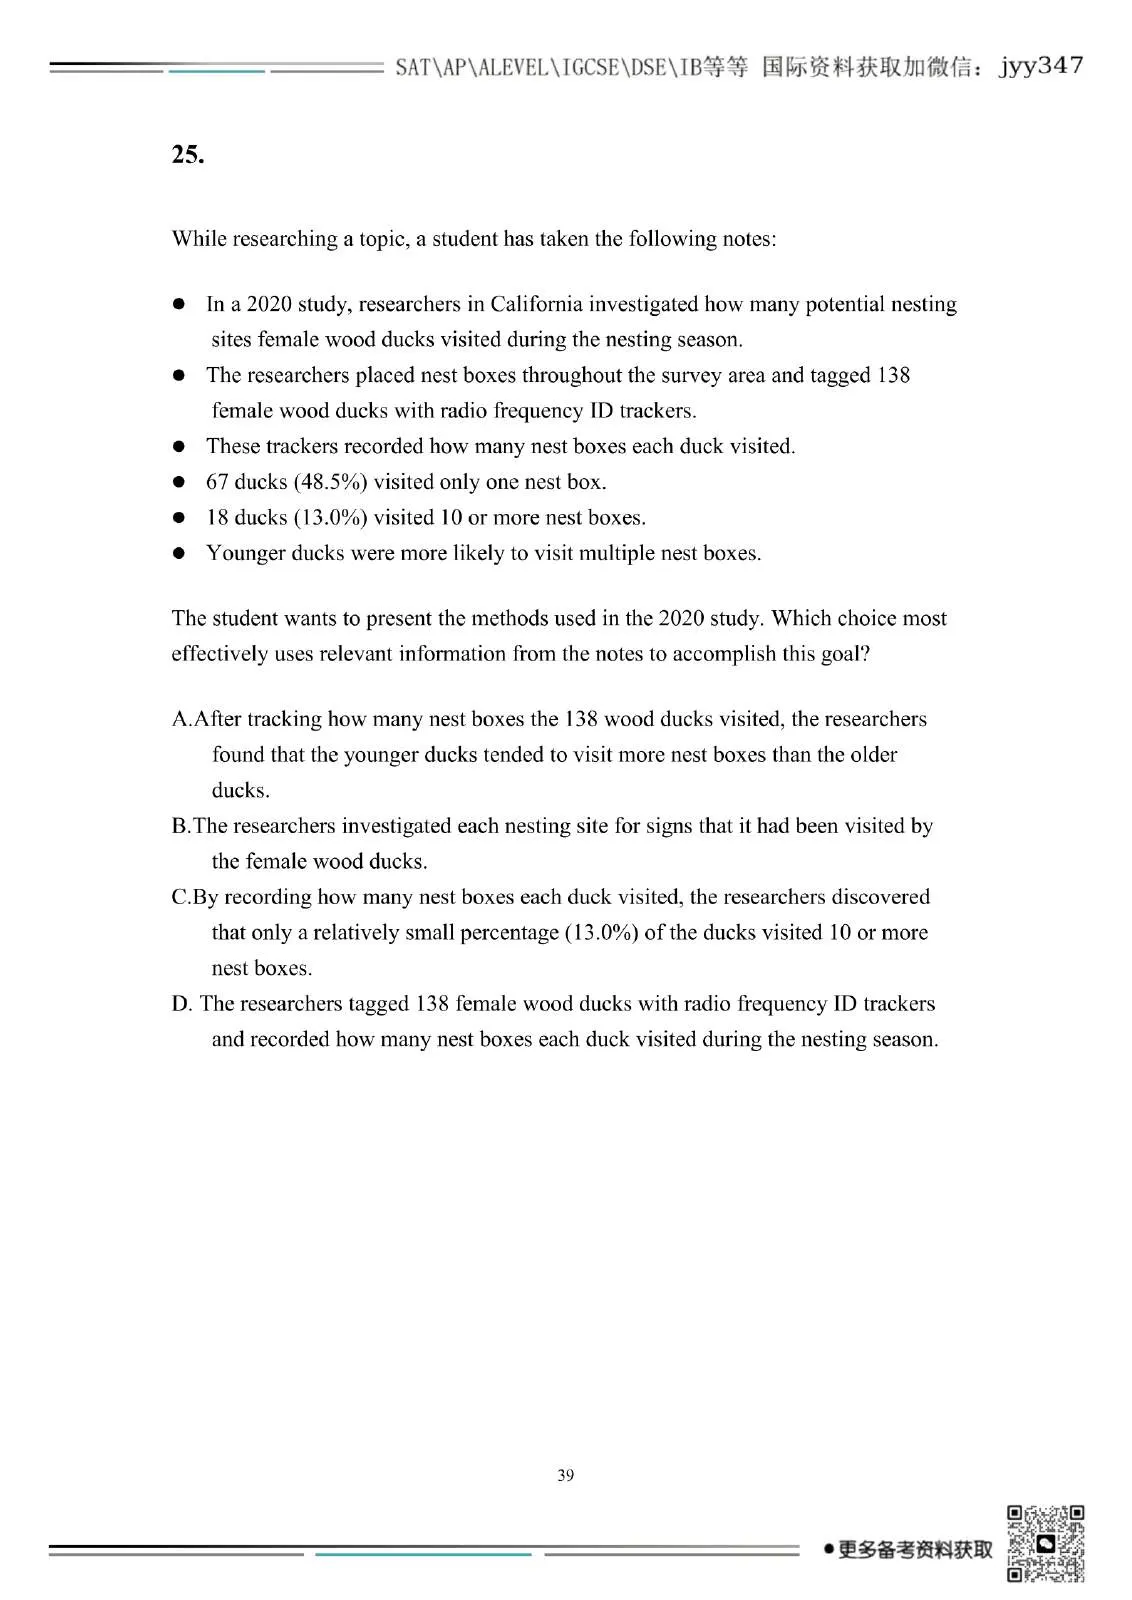 SAT\AP\ALEVEL\IGCSE\DSE\IB等等 国际资料获取加微信：jyy347
25.
While researching a topic, a student has taken the following notes:
● In a 2020 study, researchers in California investigated how many potential nesting
sites female wood ducks visited during the nesting season.
● The researchers placed nest boxes throughout the survey area and tagged 138
female wood ducks with radio frequency ID trackers.
● These trackers recorded how many nest boxes each duck visited.
● 67 ducks (48.5%) visited only one nest box.
● 18 ducks (13.0%) visited 10 or more nest boxes.
● Younger ducks were more likely to visit multiple nest boxes.
The student wants to present the methods used in the 2020 study. Which choice most
effectively uses relevant information from the notes to accomplish this goal?
A.After tracking how many nest boxes the 138 wood ducks visited, the researchers
found that the younger ducks tended to visit more nest boxes than the older
ducks.
B.The researchers investigated each nesting site for signs that it had been visited by
the female wood ducks.
C.By recording how many nest boxes each duck visited, the researchers discovered
that only a relatively small percentage (13.0%) of the ducks visited 10 or more
nest boxes.
D. The researchers tagged 138 female wood ducks with radio frequency ID trackers
and recorded how many nest boxes each duck visited during the nesting season.
39
●更多备考资料获取